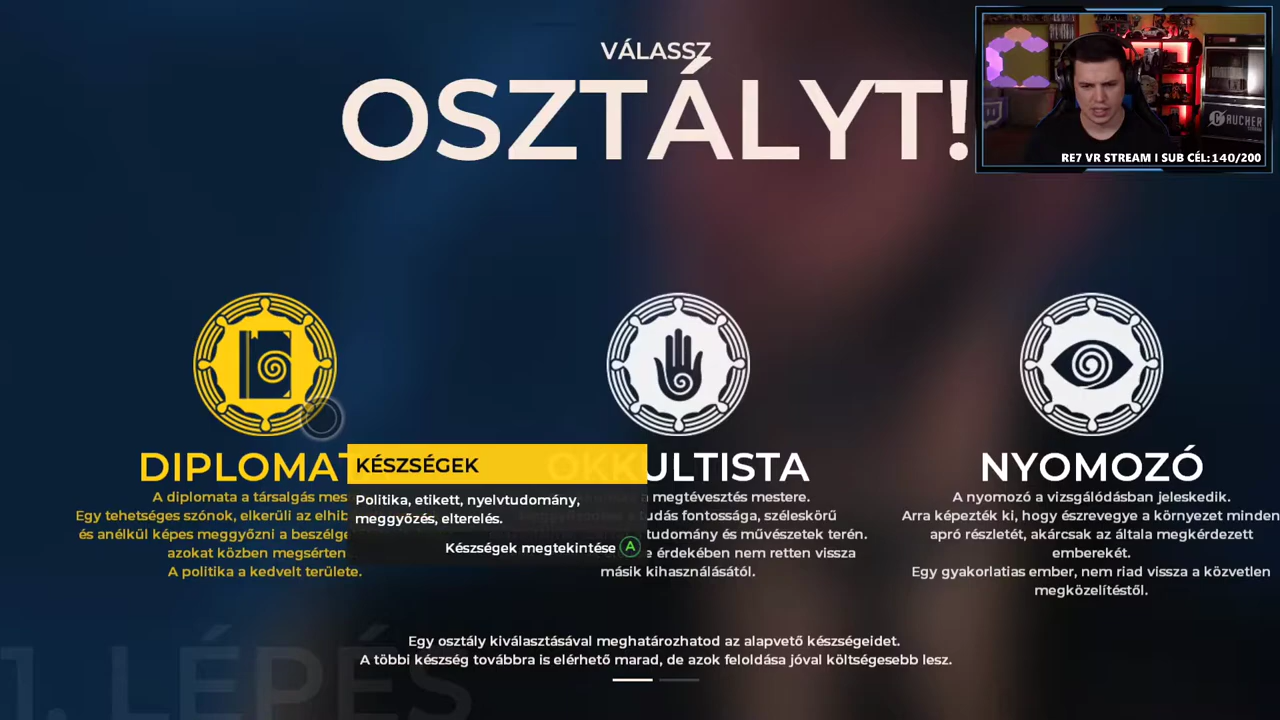 VÁLASSZ
OSZTÁLYT!
CRUCHER
RE7 VR STREAM | SUB CÉL:140/200
DIPLOMAT
A diplomata a társalgás mes
Egy tehetséges szónok, elkerüli az elhib
és anélkül képes meggyőzni a beszélge
azokat közben megsérten
A politika a kedvelt területe.
KÉSZSÉGEK
Politika, etikett, nyelvtudomány,
meggyőzés, elterelés.
Készségek megtekintése A
OKKULTISTA
a megtévesztés mestere.
tudás fontossága, széleskörű
tudomány és művészetek terén.
e érdekében nem retten vissza
másik kihasználásától.
NYOMOZÓ
A nyomozó a vizsgálódásban jeleskedik.
Arra képezték ki, hogy észrevegye a környezet minden
apró részletét, akárcsak az általa megkérdezett
emberekét.
Egy gyakorlatias ember, nem riad vissza a közvetlen
megközelítéstől.
Egy osztály kiválasztásával meghatározhatod az alapvető készségeidet.
A többi készség továbbra is elérhető marad, de azok feloldása jóval költségesebb lesz.
1. LÉPÉS